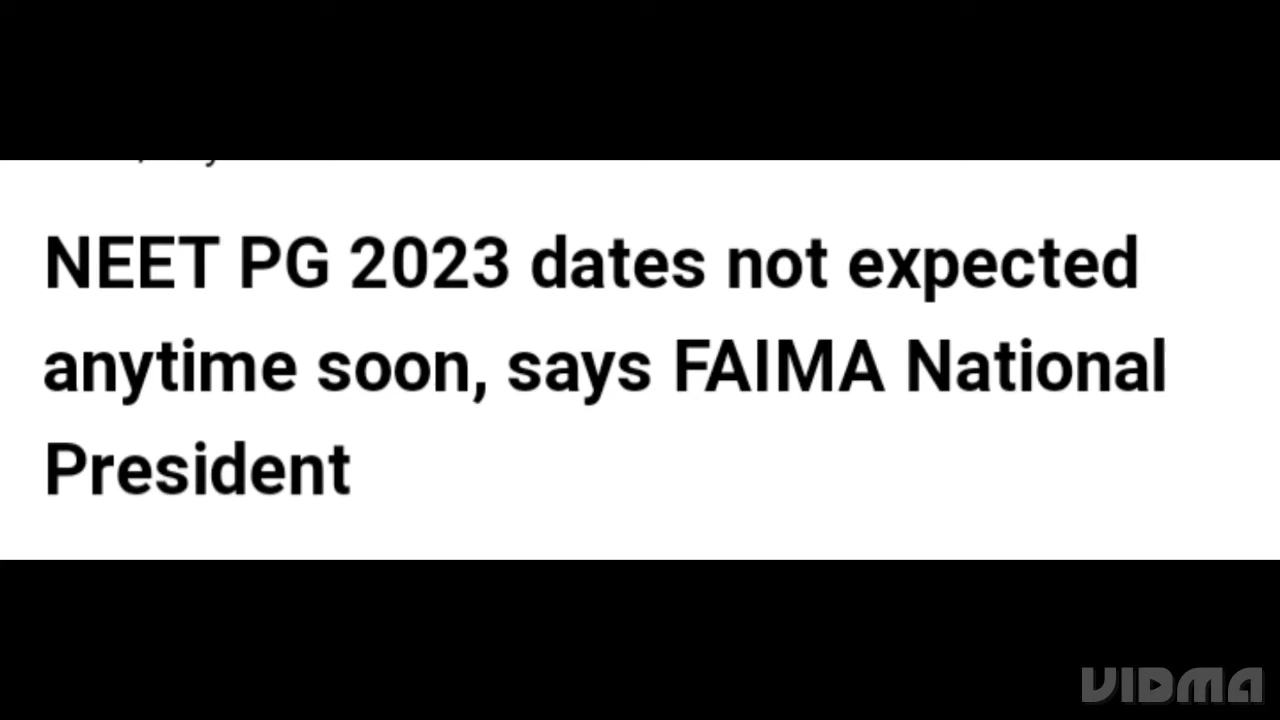 NEET PG 2023 dates not expected
anytime soon, says FAIMA National
President
VIDMA